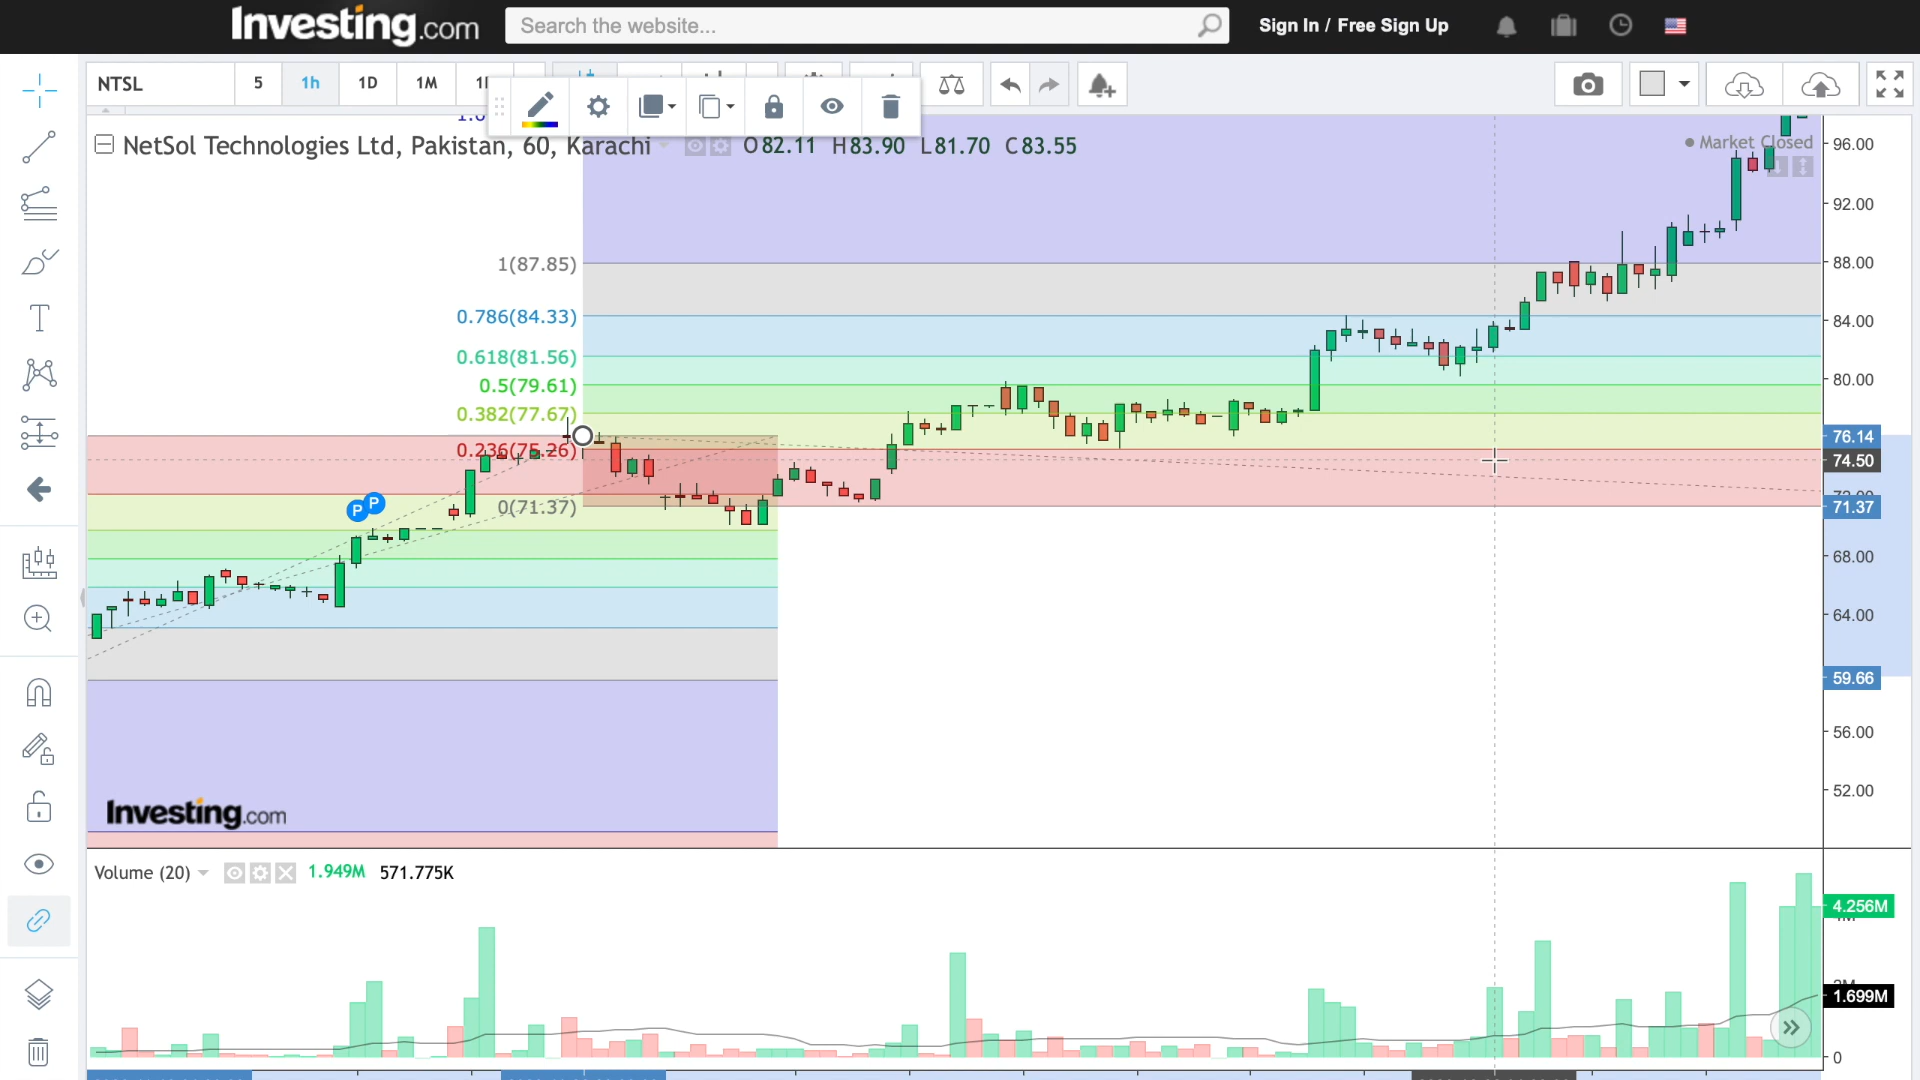 Investing.com
Search the website...
Sign In / Free Sign Up
NTSL 5 1h 1D 1M
NetSol Technologies Ltd, Pakistan, 60, Karachi O82.11 H83.90 L81.70 C83.55
Market Closed
96.00
92.00
1(87.85)
88.00
0.786(84.33)
84.00
0.618(81.56)
0.5(79.61)
80.00
0.382(77.67)
76.14
0.236(75.26)
74.50
P P
0(71.37)
71.37
68.00
64.00
59.66
56.00
52.00
Investing.com
Volume (20) 1.949M 571.775K
4.256M
1.699M
0